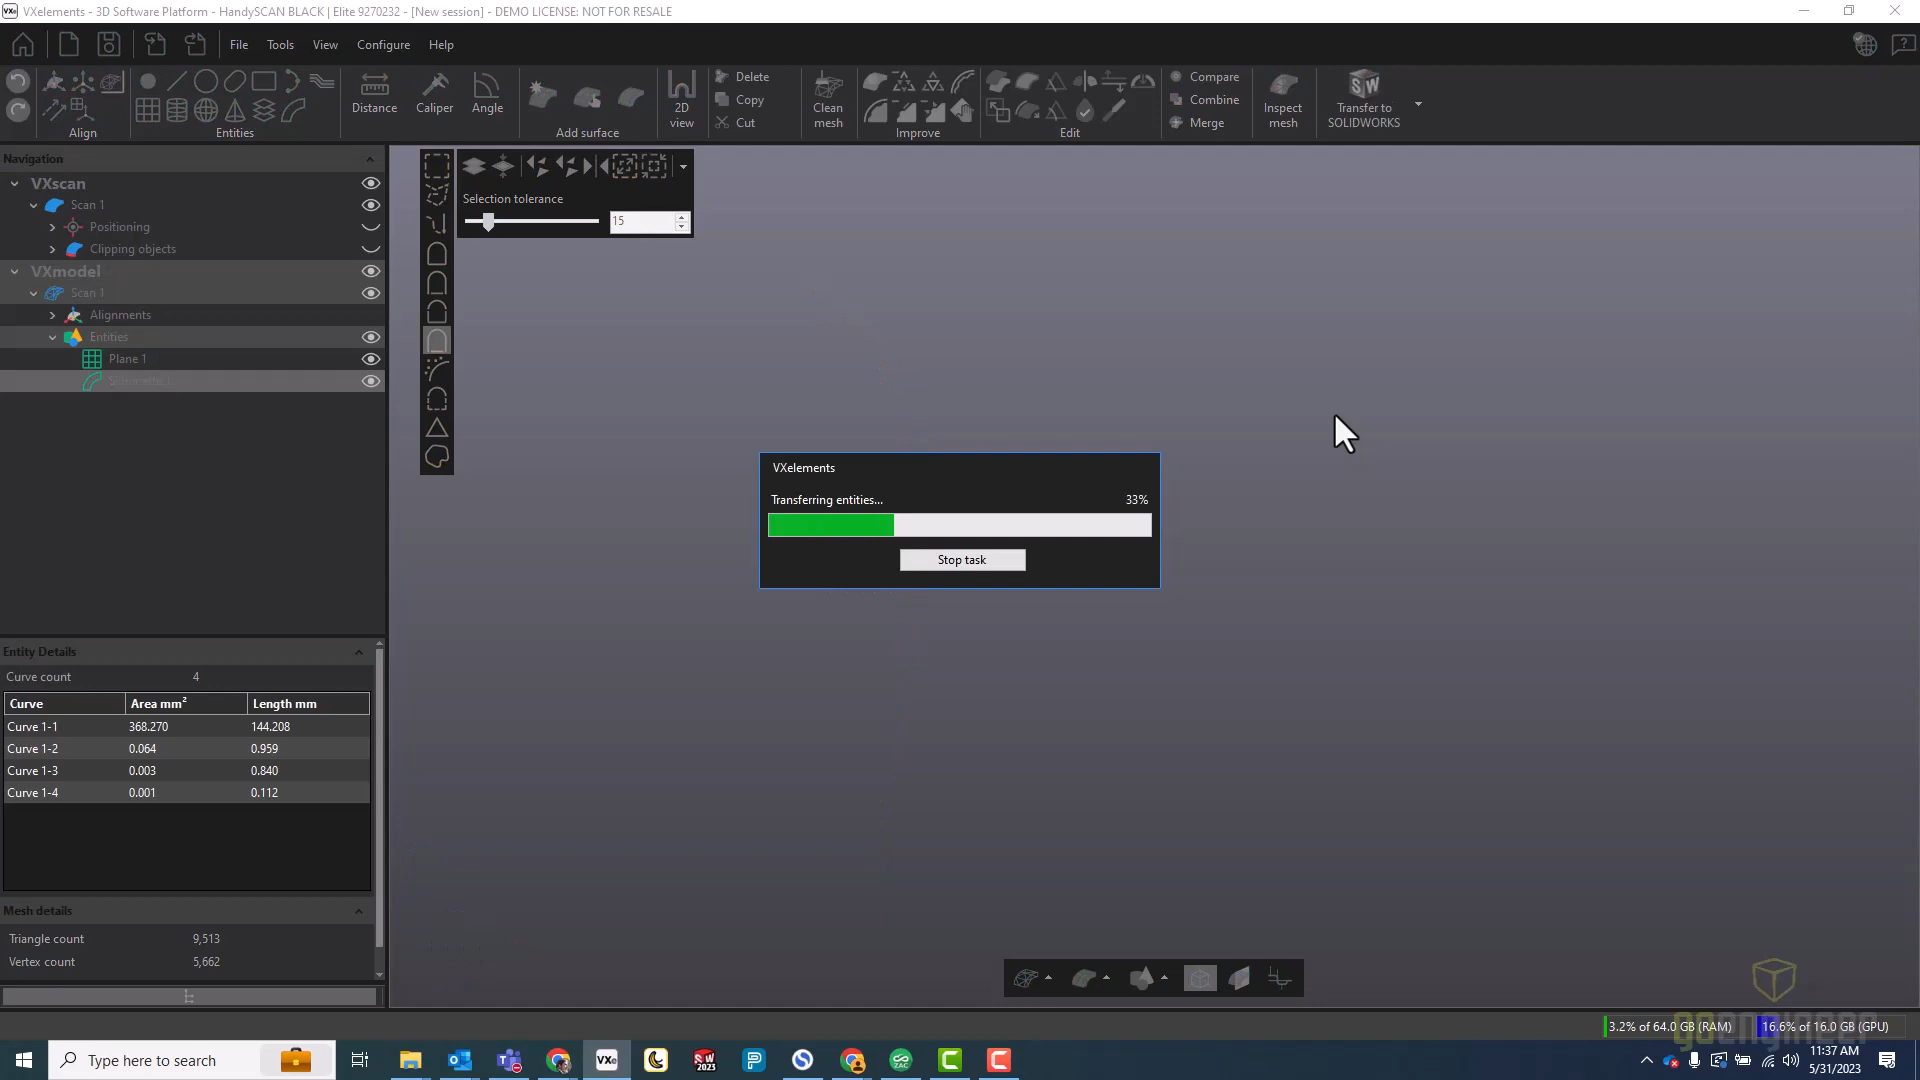 VXelements - 3D Software Platform - HandySCAN BLACK | Elite 9270232 - [New session] - DEMO LICENSE: NOT FOR RESALE
File Tools View Configure Help
Delete Compare
Distance Caliper Angle Copy Combine
2D view Clean mesh Inspect mesh Transfer to SOLIDWORKS
Cut Merge
Align Entities Add surface Improve Edit
Navigation
VXscan
Scan 1
Selection tolerance
15
Positioning
Clipping objects
VXmodel
Scan 1
Alignments
Entities
Plane 1
VXelements
Transferring entities... 33%
Stop task
Entity Details
Curve count 4
Curve Area mm² Length mm
Curve 1-1 368.270 144.208
Curve 1-2 0.064 0.959
Curve 1-3 0.003 0.840
Curve 1-4 0.001 0.112
Mesh details
Triangle count 9,513
Vertex count 5,662
goengineer
3.2% of 64.0 GB (RAM) 16.6% of 16.0 GB (GPU)
Type here to search
VXe
SW 2023
ZAC
11:37 AM
5/31/2023